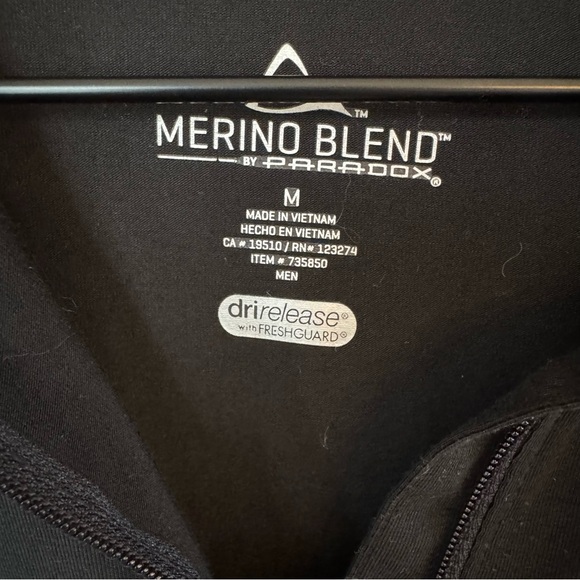 ™
MERINO BLEND™
BY PARADOX®
M
MADE IN VIETNAM
HECHO EN VIETNAM
CA # 19510 / RN# 123274
ITEM # 735850
MEN
drirelease®
with FRESHGUARD®